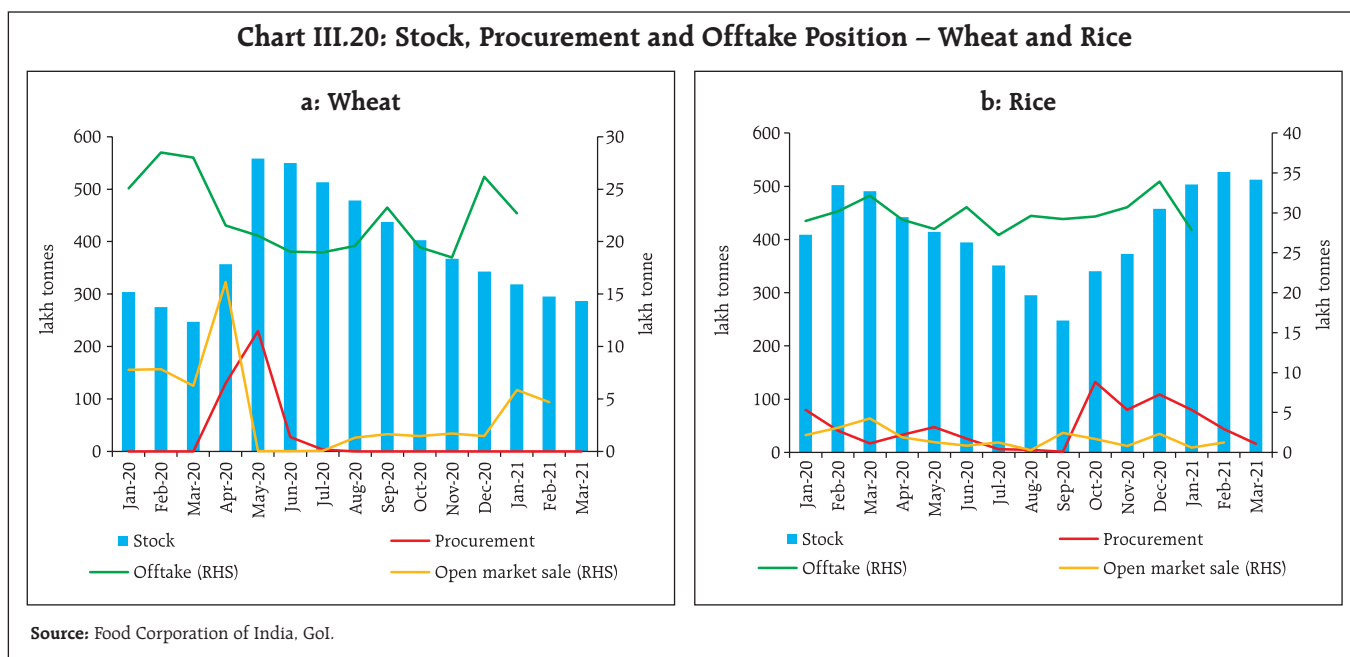 Chart III.20: Stock, Procurement and Offtake Position – Wheat and Rice
a: Wheat
600
500
400
300
200
100
0
lakh tonnes
30
25
20
15
10
5
0
lakh tonne
Jan-20
Feb-20
Mar-20
Apr-20
May-20
Jun-20
Jul-20
Aug-20
Sep-20
Oct-20
Nov-20
Dec-20
Jan-21
Feb-21
Mar-21
Stock
Procurement
Offtake (RHS)
Open market sale (RHS)
b: Rice
600
500
400
300
200
100
0
lakh tonnes
40
35
30
25
20
15
10
5
0
lakh tonnes
Jan-20
Feb-20
Mar-20
Apr-20
May-20
Jun-20
Jul-20
Aug-20
Sep-20
Oct-20
Nov-20
Dec-20
Jan-21
Feb-21
Mar-21
Stock
Procurement
Offtake (RHS)
Open market sale (RHS)
Source: Food Corporation of India, GoI.